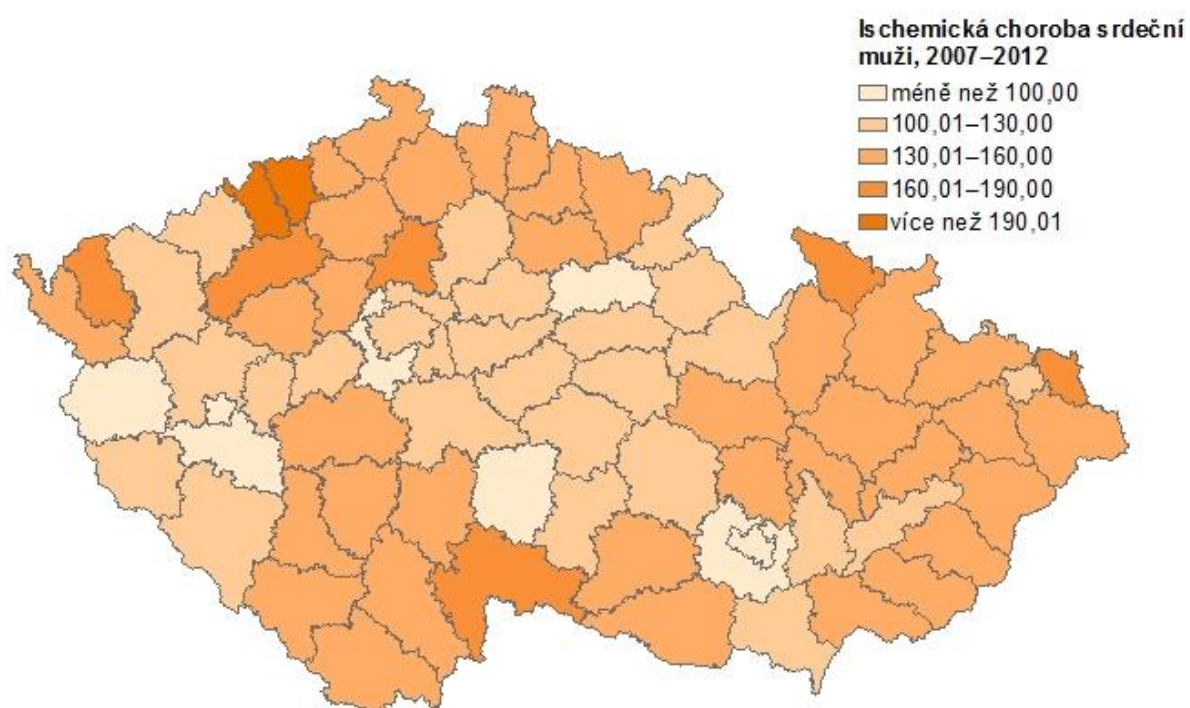 Ischemická choroba srdeční
muži, 2007–2012
méně než 100,00
100,01–130,00
130,01–160,00
160,01–190,00
více než 190,01